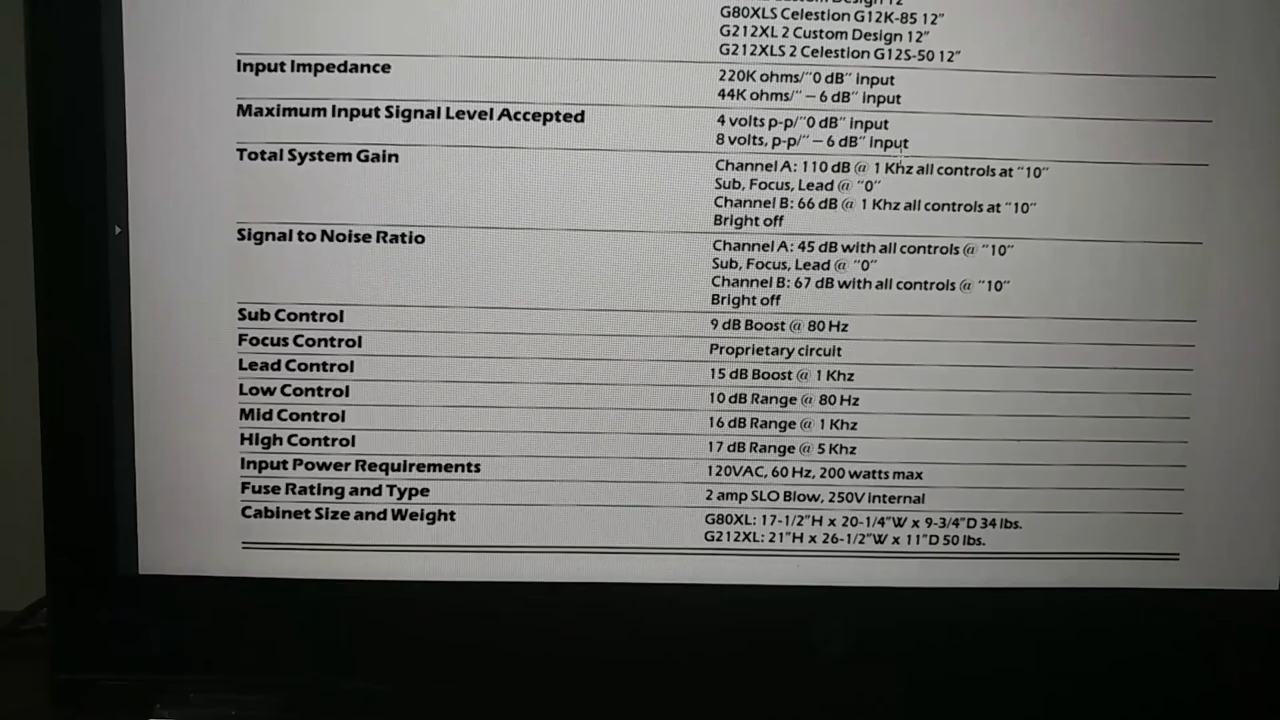 G80XLS Celestion G12K-85 12"
G212XL 2 Custom Design 12"
G212XLS 2 Celestion G12S-50 12"
Input Impedance
220K ohms/"0 dB" input
44K ohms/" – 6 dB" input
Maximum Input Signal Level Accepted
4 volts p-p/"0 dB" input
8 volts, p-p/" – 6 dB" input
Total System Gain
Channel A: 110 dB @ 1 Khz all controls at "10"
Sub, Focus, Lead @ "0"
Channel B: 66 dB @ 1 Khz all controls at "10"
Bright off
Signal to Noise Ratio
Channel A: 45 dB with all controls @ "10"
Sub, Focus, Lead @ "0"
Channel B: 67 dB with all controls @ "10"
Bright off
Sub Control
9 dB Boost @ 80 Hz
Focus Control
Proprietary circuit
Lead Control
15 dB Boost @ 1 Khz
Low Control
10 dB Range @ 80 Hz
Mid Control
16 dB Range @ 1 Khz
High Control
17 dB Range @ 5 Khz
Input Power Requirements
120VAC, 60 Hz, 200 watts max
Fuse Rating and Type
2 amp SLO Blow, 250V internal
Cabinet Size and Weight
G80XL: 17-1/2"H x 20-1/4"W x 9-3/4"D 34 lbs.
G212XL: 21"H x 26-1/2"W x 11"D 50 lbs.